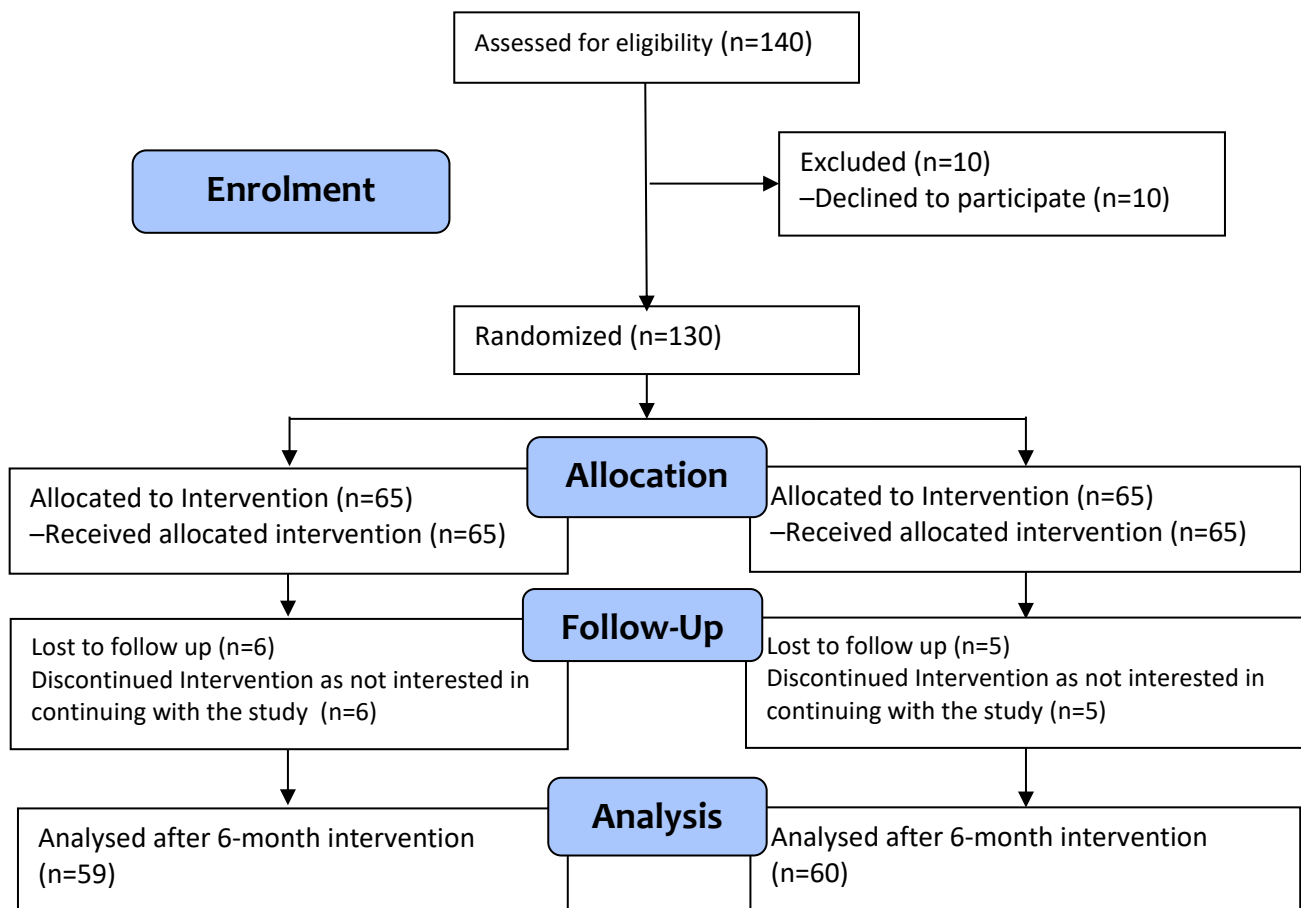 Assessed for eligibility (n=140)
Enrolment
Excluded (n=10)
–Declined to participate (n=10)
Randomized (n=130)
Allocation
Allocated to Intervention (n=65)
–Received allocated intervention (n=65)
Allocated to Intervention (n=65)
–Received allocated intervention (n=65)
Follow-Up
Lost to follow up (n=6)
Discontinued Intervention as not interested in
continuing with the study (n=6)
Lost to follow up (n=5)
Discontinued Intervention as not interested in
continuing with the study (n=5)
Analysis
Analysed after 6-month intervention
(n=59)
Analysed after 6-month intervention
(n=60)